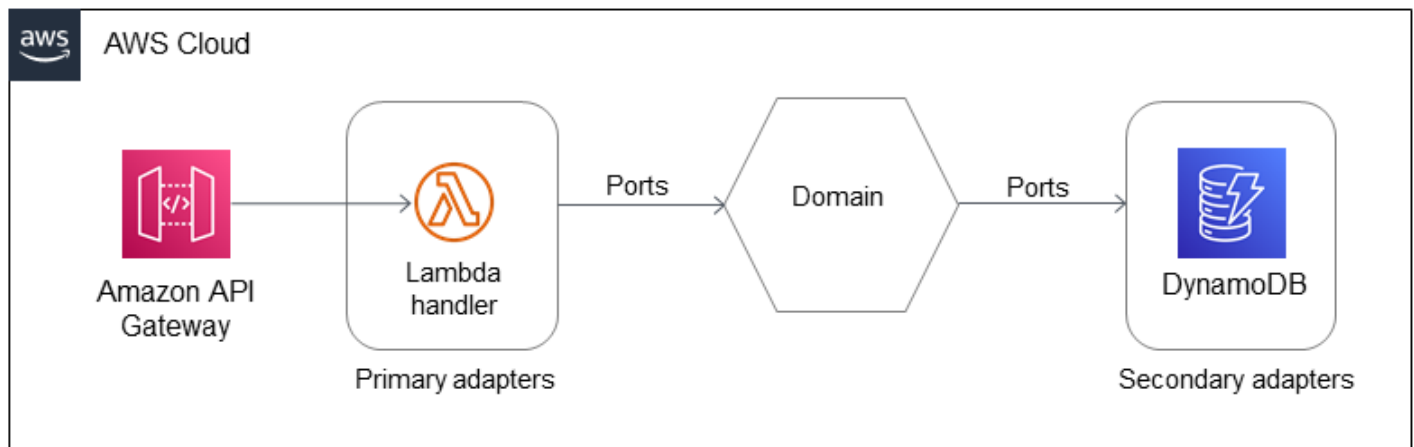 aws
AWS Cloud
Ports
Domain
Ports
</>
Amazon API
Gateway
Lambda
handler
DynamoDB
Primary adapters
Secondary adapters